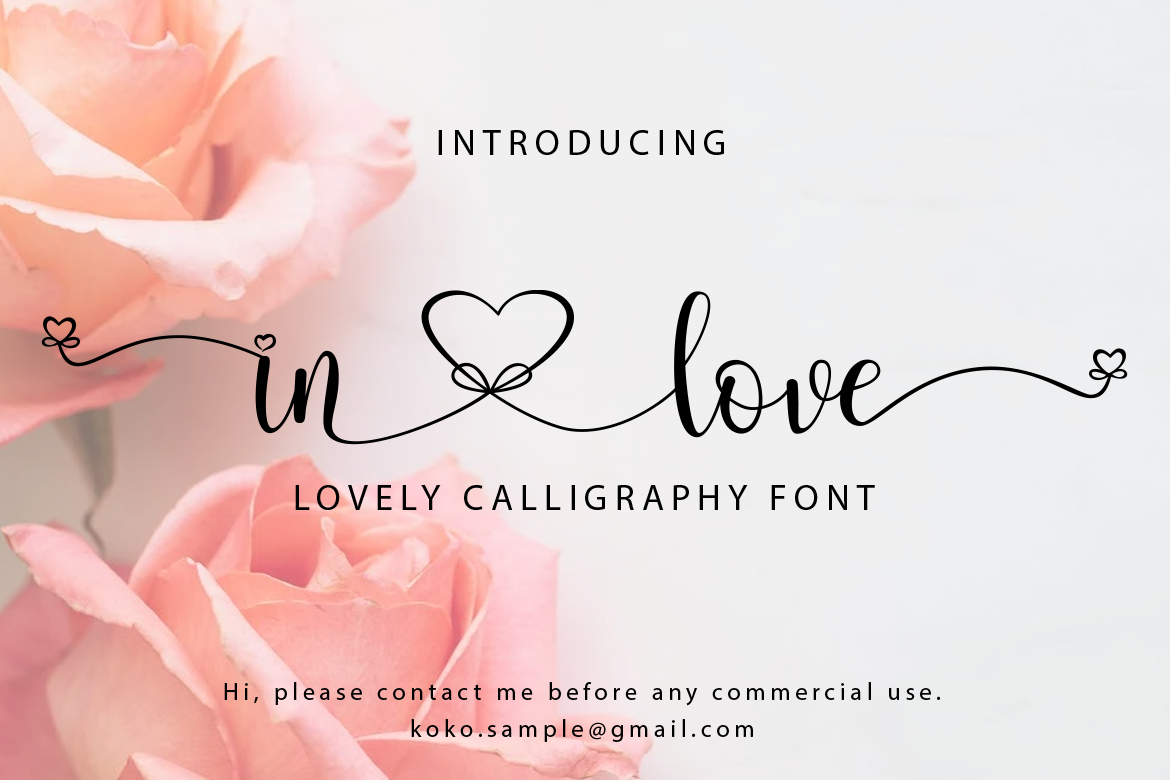 INTRODUCING
in love
LOVELY CALLIGRAPHY FONT
Hi, please contact me before any commercial use.
koko.sample@gmail.com